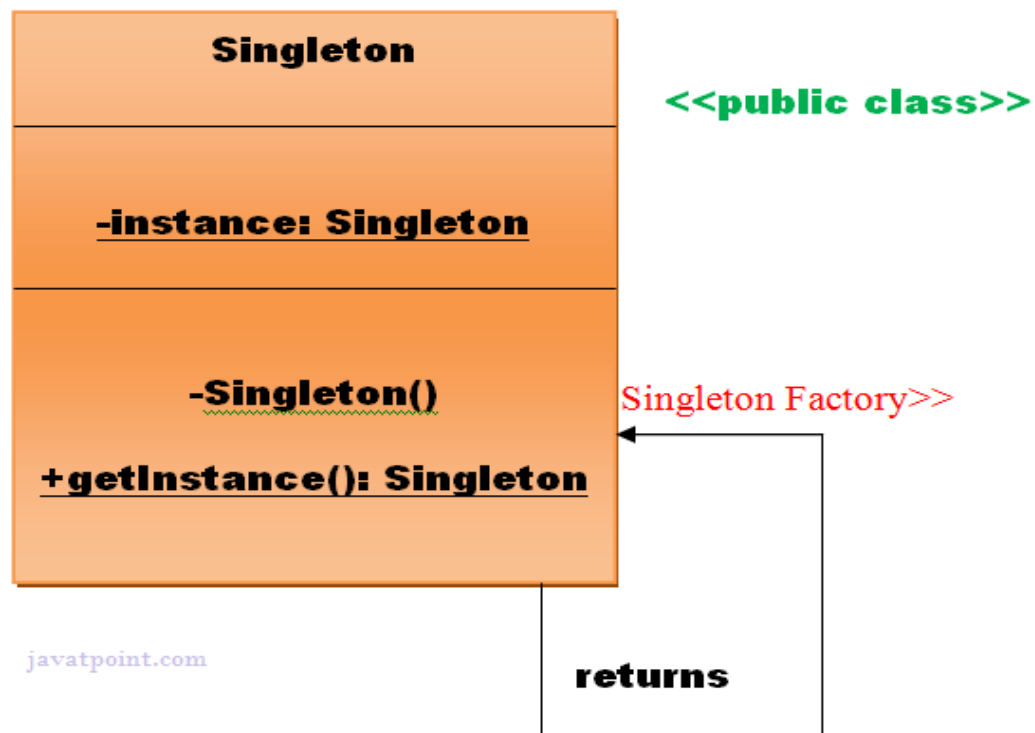 Singleton
<<public class>>
-instance: Singleton
-Singleton()
Singleton Factory>>
+getInstance(): Singleton
javatpoint.com
returns